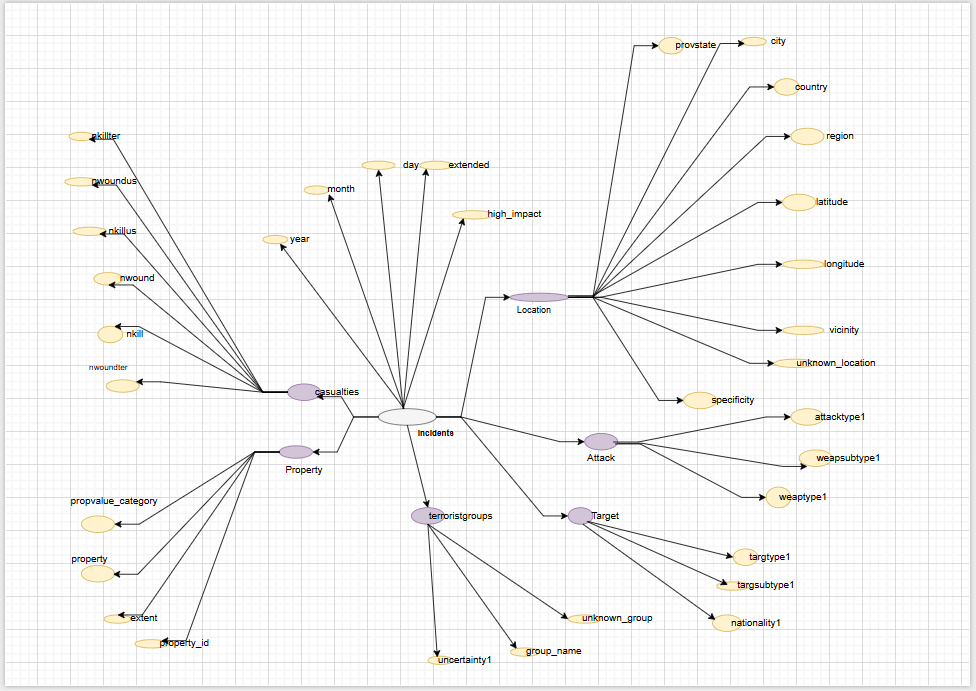 provstate
city
country
nkillter
region
day
extended
nwoundus
month
latitude
high_impact
nkillus
year
longitude
nwound
Location
vicinity
nkill
unknown_location
nwoundter
casualties
specificity
attacktype1
Incidents
Attack
weapsubtype1
Property
weaptype1
propvalue_category
terroristgroups
Target
property
targtype1
targsubtype1
extent
unknown_group
nationality1
property_id
group_name
uncertainty1